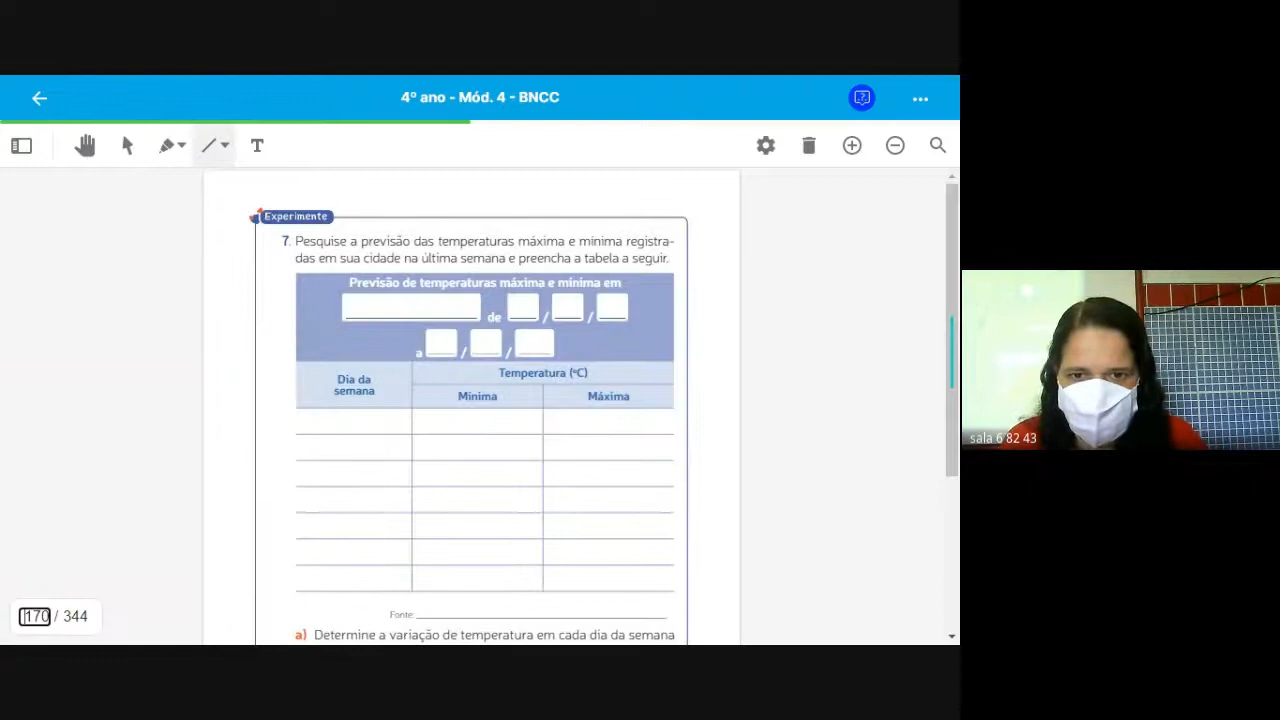 4º ano - Mód. 4 - BNCC
T
Experimente
7. Pesquise a previsão das temperaturas máxima e mínima registra-
das em sua cidade na última semana e preencha a tabela a seguir.
Previsão de temperaturas máxima e mínima em
de / /
a / /
Dia da
semana
Temperatura (ºC)
Mínima
Máxima
Fonte:
a) Determine a variação de temperatura em cada dia da semana
170 / 344
sala 6 82 43